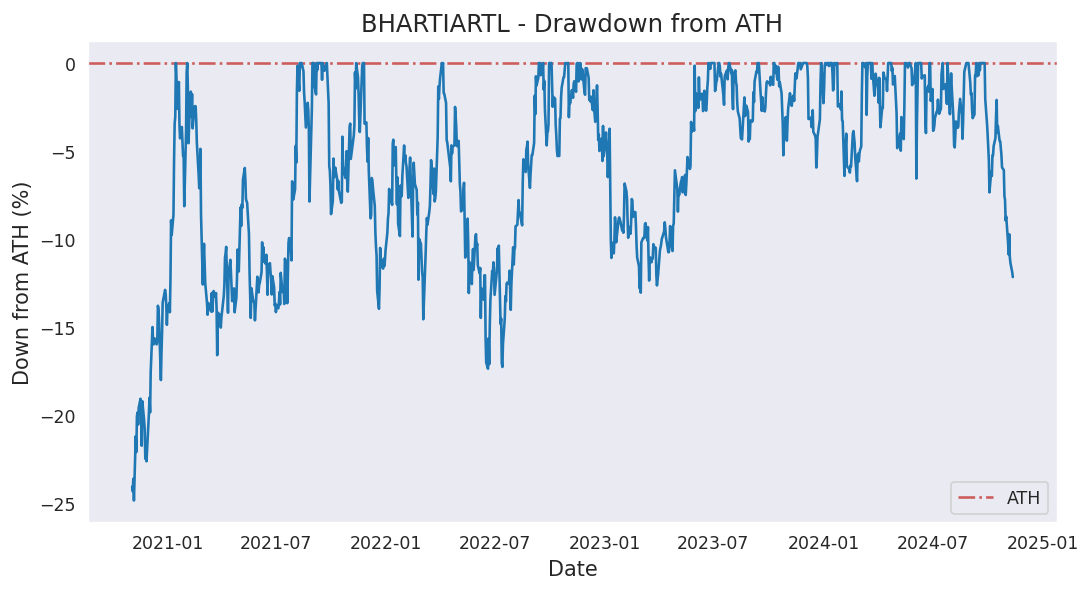 BHARTIARTL - Drawdown from ATH
Down from ATH (%)
0
−5
−10
−15
−20
−25
ATH
2021-01 2021-07 2022-01 2022-07 2023-01 2023-07 2024-01 2024-07 2025-01
Date